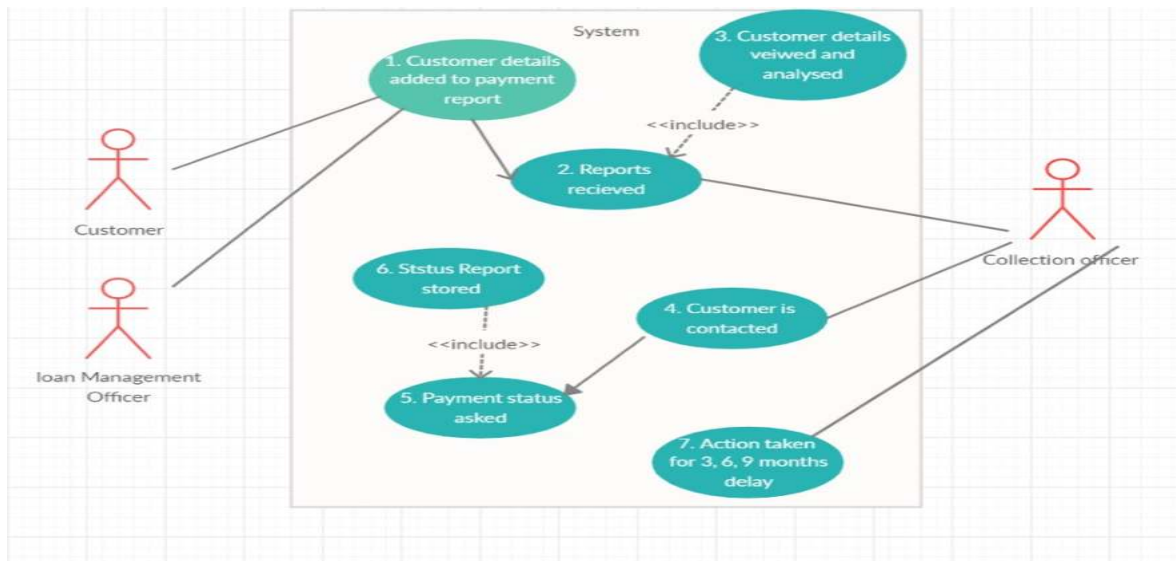 System
1. Customer details
added to payment
report
3. Customer details
veiwed and
analysed
<<include>>
2. Reports
recieved
Customer
Collection officer
6. Ststus Report
stored
4. Customer is
contacted
<<include>>
loan Management
Officer
5. Payment status
asked
7. Action taken
for 3, 6, 9 months
delay